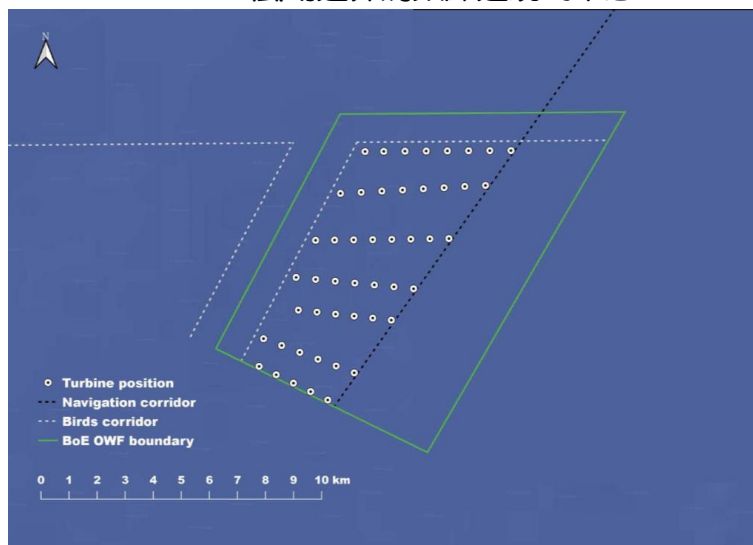 N
Turbine position
Navigation corridor
Birds corridor
BoE OWF boundary
0 1 2 3 4 5 6 7 8 9 10 km